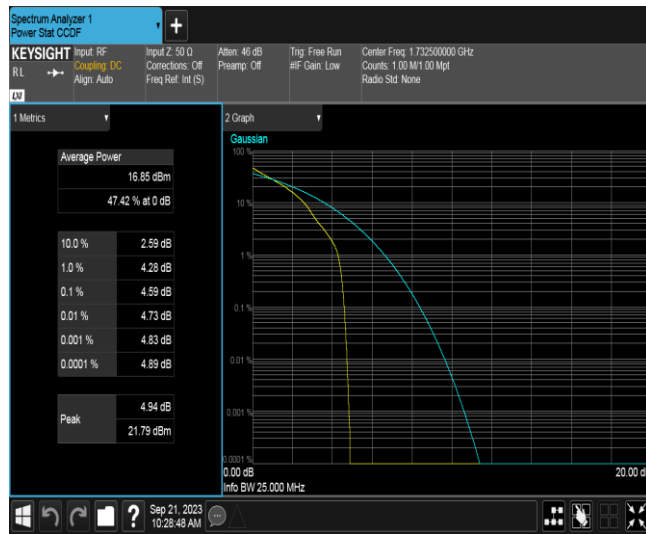 Spectrum Analyzer 1
Power Stat CCDF
+
KEYSIGHT
R L
LXI
Input: RF
Coupling: DC
Align: Auto
Input Z: 50 Ω
Corrections: Off
Freq Ref: Int (S)
Atten: 46 dB
Preamp: Off
Trig: Free Run
#IF Gain: Low
Center Freq: 1.732500000 GHz
Counts: 1.00 M/1.00 Mpt
Radio Std: None
1 Metrics
Average Power
16.85 dBm
47.42 % at 0 dB
10.0 % 2.59 dB
1.0 % 4.28 dB
0.1 % 4.59 dB
0.01 % 4.73 dB
0.001 % 4.83 dB
0.0001 % 4.89 dB
Peak
4.94 dB
21.79 dBm
2 Graph
Gaussian
100 %
10 %
1 %
0.1 %
0.01 %
0.001 %
0.0001 %
0.00 dB
20.00 d
Info BW 25.000 MHz
?
Sep 21, 2023
10:28:48 AM